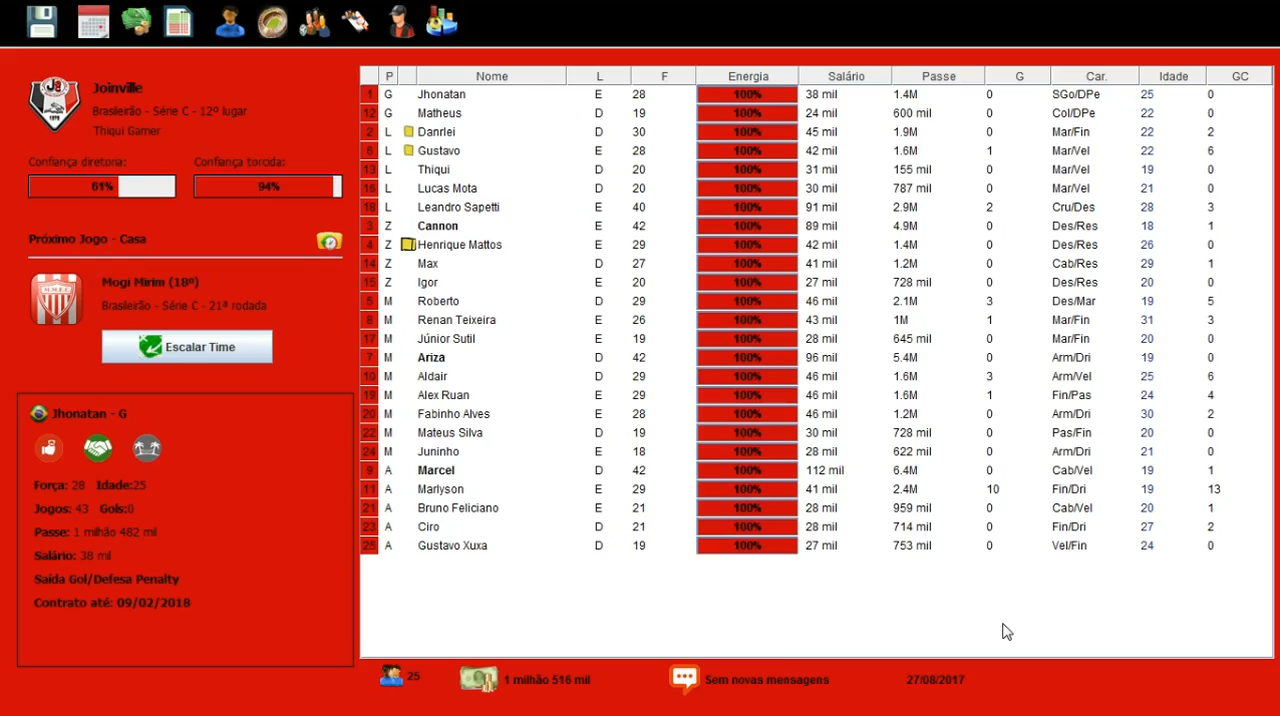 Joinville
Brasileirão - Série C - 12º lugar
Thiqui Gamer
Confiança diretoria: Confiança torcida:
61% 94%
Próximo Jogo - Casa
Mogi Mirim (18º)
Brasileirão - Série C - 21ª rodada
Escalar Time
Jhonatan - G
Força: 28 Idade:25
Jogos: 43 Gols:0
Passe: 1 milhão 482 mil
Salário: 38 mil
Saída Gol/Defesa Penalty
Contrato até: 09/02/2018
P Nome L F Energia Salário Passe G Car. Idade GC
1 G Jhonatan E 28 100% 38 mil 1.4M 0 SGo/DPe 25 0
12 G Matheus D 19 100% 24 mil 600 mil 0 Col/DPe 22 0
2 L Danrlei D 30 100% 45 mil 1.9M 0 Mar/Fin 22 2
6 L Gustavo E 28 100% 42 mil 1.6M 1 Mar/Vel 22 6
13 L Thiqui D 20 100% 31 mil 155 mil 0 Mar/Vel 19 0
16 L Lucas Mota D 20 100% 30 mil 787 mil 0 Mar/Vel 21 0
18 L Leandro Sapetti E 40 100% 91 mil 2.9M 2 Cru/Des 28 3
3 Z Cannon E 42 100% 89 mil 4.9M 0 Des/Res 18 1
4 Z Henrique Mattos E 29 100% 42 mil 1.4M 0 Des/Res 26 0
14 Z Max D 27 100% 41 mil 1.2M 0 Cab/Res 29 1
15 Z Igor E 20 100% 27 mil 728 mil 0 Des/Res 20 0
5 M Roberto D 29 100% 46 mil 2.1M 3 Des/Mar 19 5
8 M Renan Teixeira E 26 100% 43 mil 1M 1 Mar/Fin 31 3
17 M Júnior Sutil E 19 100% 28 mil 645 mil 0 Mar/Fin 20 0
7 M Ariza D 42 100% 96 mil 5.4M 0 Arm/Dri 19 0
10 M Aldair D 29 100% 46 mil 1.6M 3 Arm/Vel 25 6
19 M Alex Ruan E 29 100% 46 mil 1.6M 1 Fin/Pas 24 4
20 M Fabinho Alves E 28 100% 46 mil 1.2M 0 Arm/Dri 30 2
22 M Mateus Silva D 19 100% 30 mil 728 mil 0 Pas/Fin 20 0
24 M Juninho E 18 100% 28 mil 622 mil 0 Arm/Dri 21 0
9 A Marcel D 42 100% 112 mil 6.4M 0 Cab/Vel 19 1
11 A Marlyson E 29 100% 41 mil 2.4M 10 Fin/Dri 19 13
21 A Bruno Feliciano E 21 100% 28 mil 959 mil 0 Cab/Vel 20 1
23 A Ciro D 21 100% 28 mil 714 mil 0 Fin/Dri 27 2
25 A Gustavo Xuxa D 19 100% 27 mil 753 mil 0 Vel/Fin 24 0
25 1 milhão 516 mil Sem novas mensagens 27/08/2017